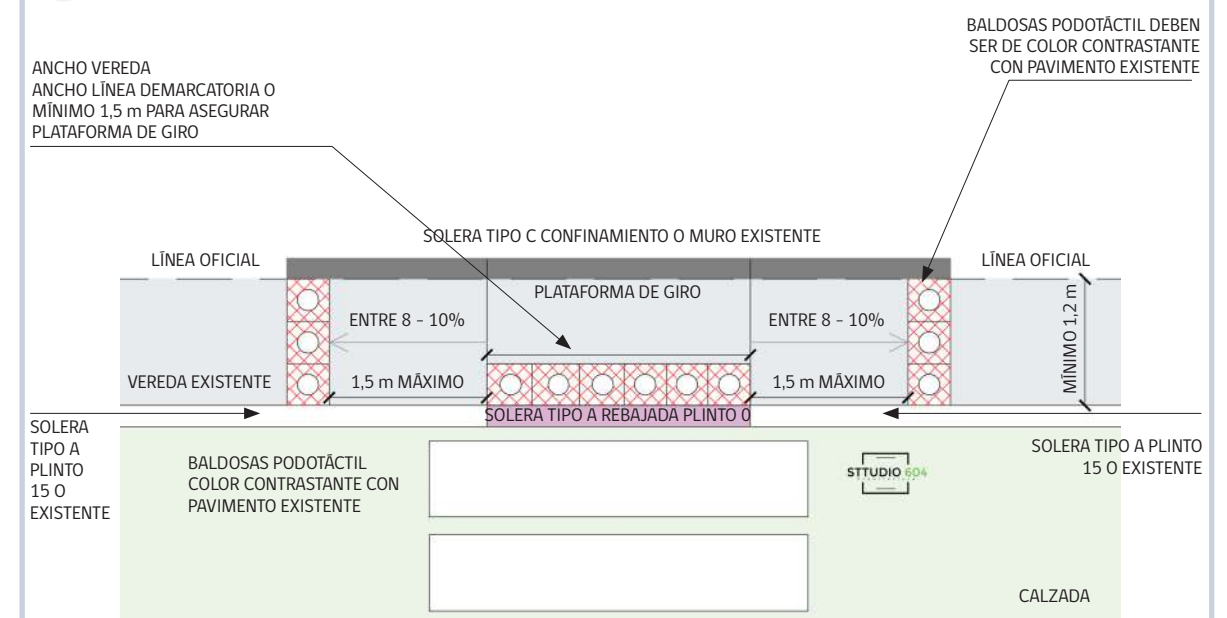 BALDOSAS PODOTÁCTIL DEBEN
SER DE COLOR CONTRASTANTE
CON PAVIMENTO EXISTENTE
ANCHO VEREDA
ANCHO LÍNEA DEMARCATORIA O
MÍNIMO 1,5 m PARA ASEGURAR
PLATAFORMA DE GIRO
SOLERA TIPO C CONFINAMIENTO O MURO EXISTENTE
LÍNEA OFICIAL
LÍNEA OFICIAL
PLATAFORMA DE GIRO
ENTRE 8 - 10%
ENTRE 8 - 10%
MÍNIMO 1,2 m
VEREDA EXISTENTE
1,5 m MÁXIMO
1,5 m MÁXIMO
SOLERA TIPO A REBAJADA PLINTO 0
SOLERA
TIPO A
PLINTO
15 O
EXISTENTE
SOLERA TIPO A PLINTO
15 O EXISTENTE
BALDOSAS PODOTÁCTIL
COLOR CONTRASTANTE CON
PAVIMENTO EXISTENTE
STTUDIO 604
CALZADA